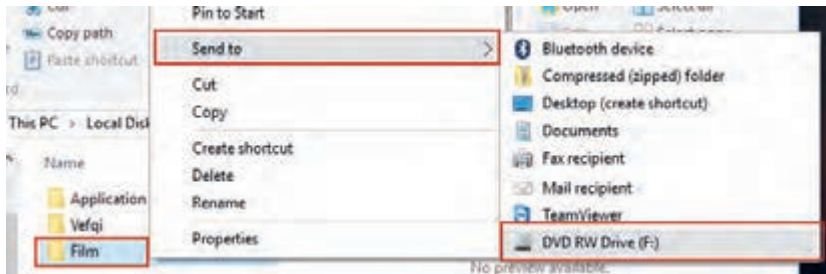 Pin to Start
Copy path
Paste shortcut
Send to
Cut
Copy
Create shortcut
Delete
Rename
Properties
This PC > Local Disk
Name
Application
Vefqi
Film
Open
Bluetooth device
Compressed (zipped) folder
Desktop (create shortcut)
Documents
Fax recipient
Mail recipient
TeamViewer
DVD RW Drive (F:)
No preview available.